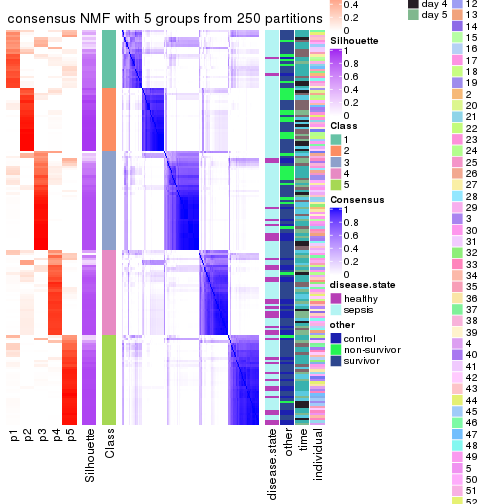 consensus NMF with 5 groups from 250 partitions
p1
p2
p3
p4
p5
Silhouette
Class
disease.state
other
time
individual
0.4
0.2
0
Silhouette
1
0.8
0.6
0.4
0.2
0
Class
1
2
3
4
5
Consensus
1
0.8
0.6
0.4
0.2
0
disease.state
healthy
sepsis
other
control
non-survivor
survivor
day 4
day 5
12
13
14
15
16
17
18
19
2
20
21
22
23
24
25
26
27
28
29
3
30
31
32
33
34
35
36
37
38
39
4
40
41
42
43
44
45
46
47
48
49
5
50
51
52